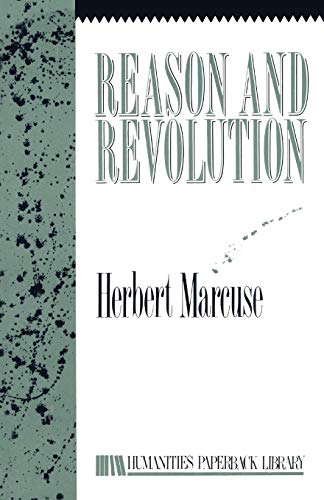 REASON AND
REVOLUTION
Herbert Marcuse
HUMANITIES PAPERBACK LIBRARY